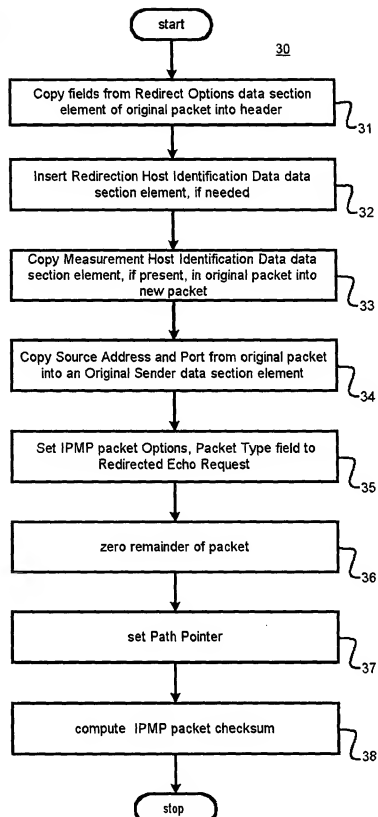 start
30
Copy fields from Redirect Options data section
element of original packet into header
31
Insert Redirection Host Identification Data data
section element, if needed
32
Copy Measurement Host Identification Data data
section element, if present, in original packet into
new packet
33
Copy Source Address and Port from original packet
into an Original Sender data section element
34
Set IPMP packet Options, Packet Type field to
Redirected Echo Request
35
zero remainder of packet
36
set Path Pointer
37
compute IPMP packet checksum
38
stop